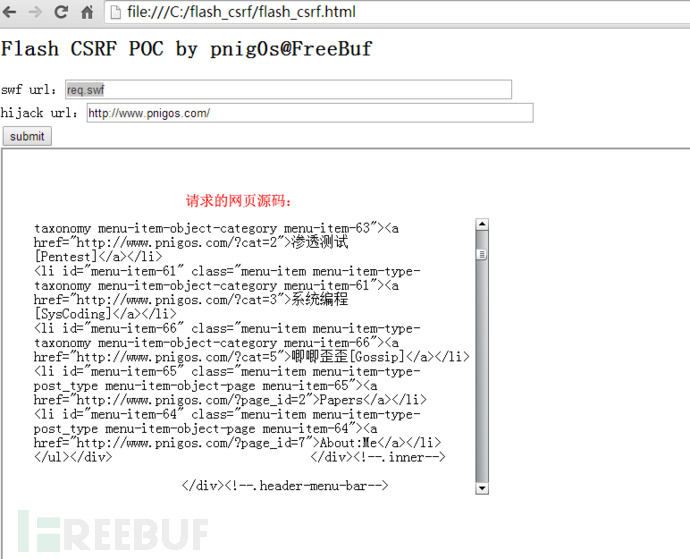 file:///C:/flash_csrf/flash_csrf.html
Flash CSRF POC by pnig0s@FreeBuf
swf url: req.swf
hijack url: http://www.pnigos.com/
submit
请求的网页源码：
taxonomy menu-item-object-category menu-item-63"><a
href="http://www.pnigos.com/?cat=2">渗透测试
[Pentest]</a></li>
<li id="menu-item-61" class="menu-item menu-item-type-
taxonomy menu-item-object-category menu-item-61"><a
href="http://www.pnigos.com/?cat=3">系统编程
[SysCoding]</a></li>
<li id="menu-item-66" class="menu-item menu-item-type-
taxonomy menu-item-object-category menu-item-66"><a
href="http://www.pnigos.com/?cat=5">唧唧歪歪[Gossip]</a></li>
<li id="menu-item-65" class="menu-item menu-item-type-
post_type menu-item-object-page menu-item-65"><a
href="http://www.pnigos.com/?page_id=2">Papers</a></li>
<li id="menu-item-64" class="menu-item menu-item-type-
post_type menu-item-object-page menu-item-64"><a
href="http://www.pnigos.com/?page_id=7">About:Me</a></li>
</ul></div> </div><!--.inner-->
</div><!--.header-menu-bar-->
FREEBUF